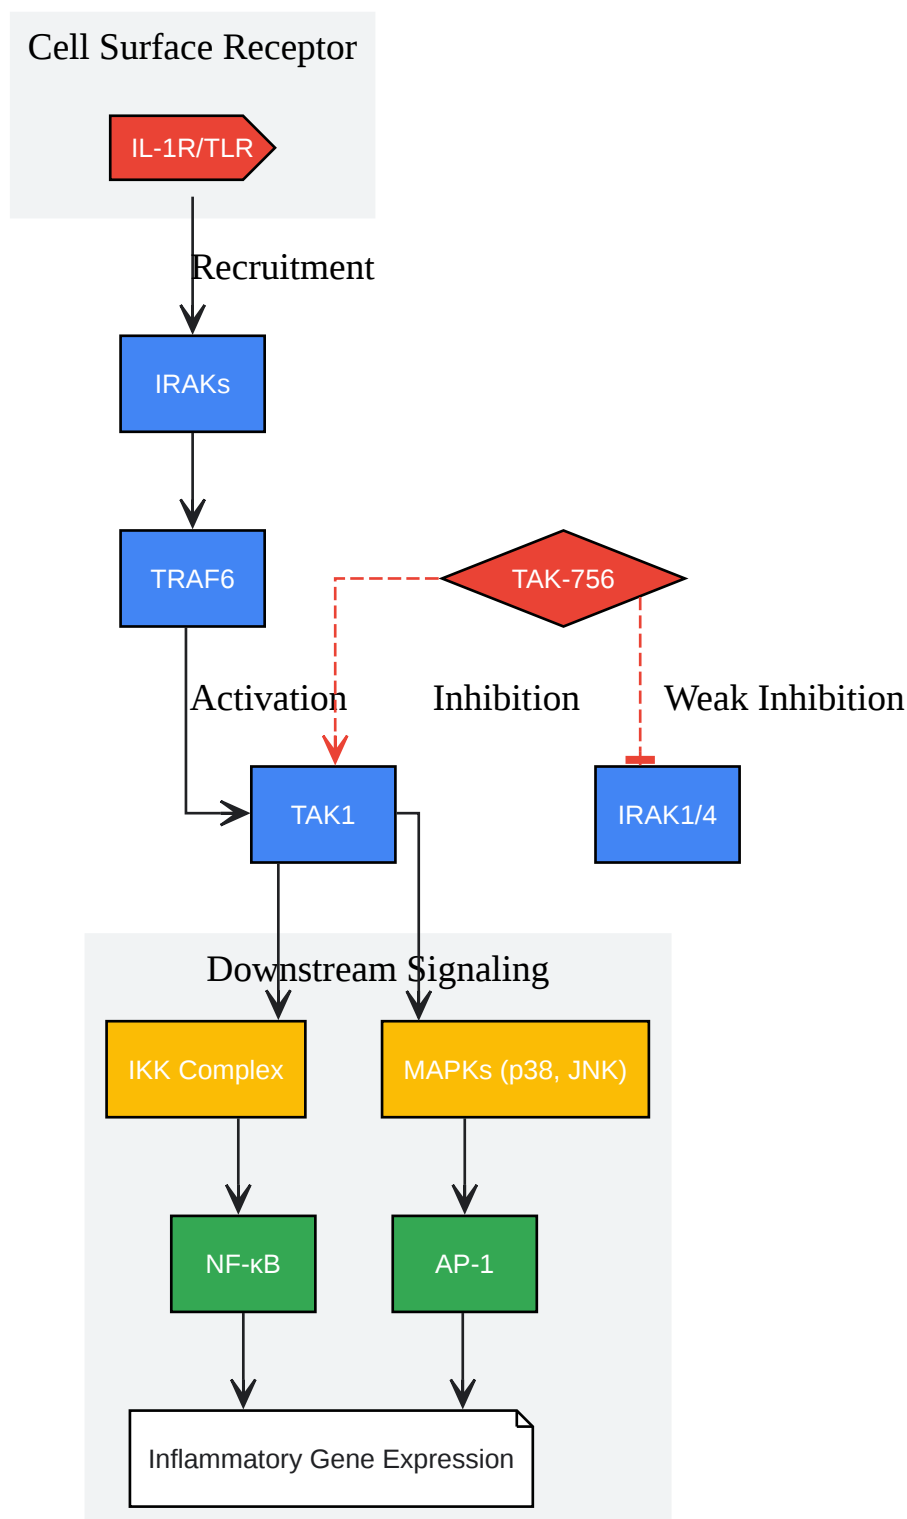 Cell Surface Receptor
IL-1R/TLR
Recruitment
IRAKs
TRAF6
TAK-756
Activation
Inhibition
Weak Inhibition
TAK1
IRAK1/4
Downstream Signaling
IKK Complex
MAPKs (p38, JNK)
NF-κB
AP-1
Inflammatory Gene Expression